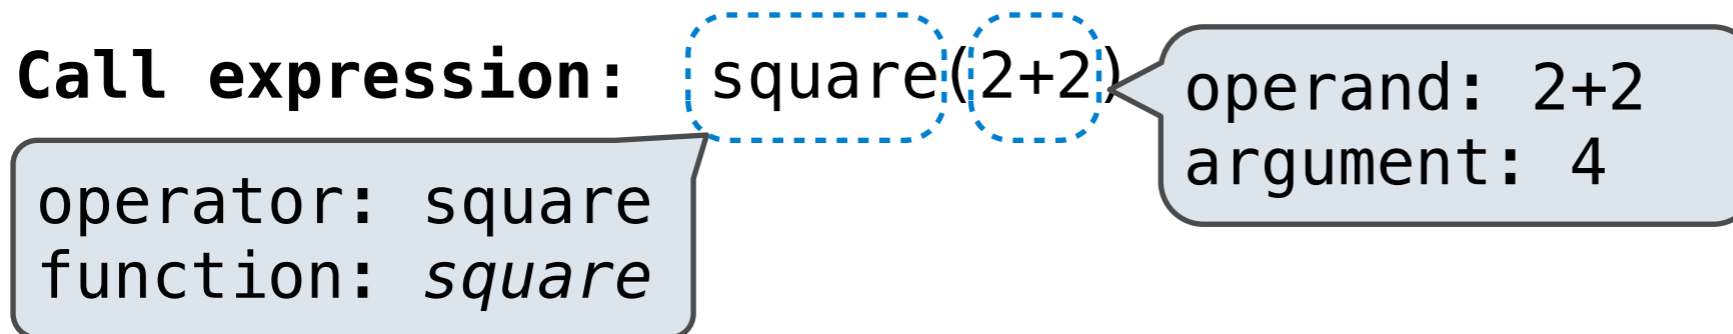 Call expression: square(2+2)
operand: 2+2
argument: 4
operator: square
function: square